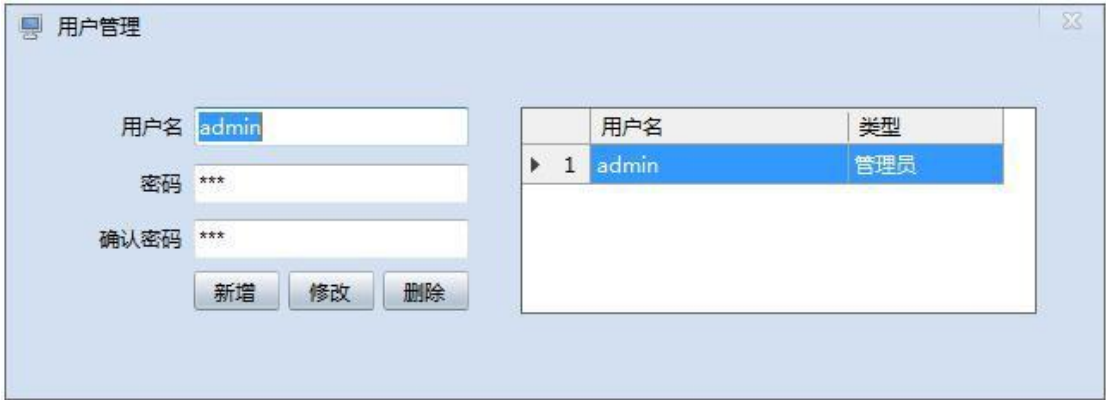 用户管理
用户名 admin
密码 ***
确认密码 ***
新增 修改 删除
用户名 类型
1 admin 管理员